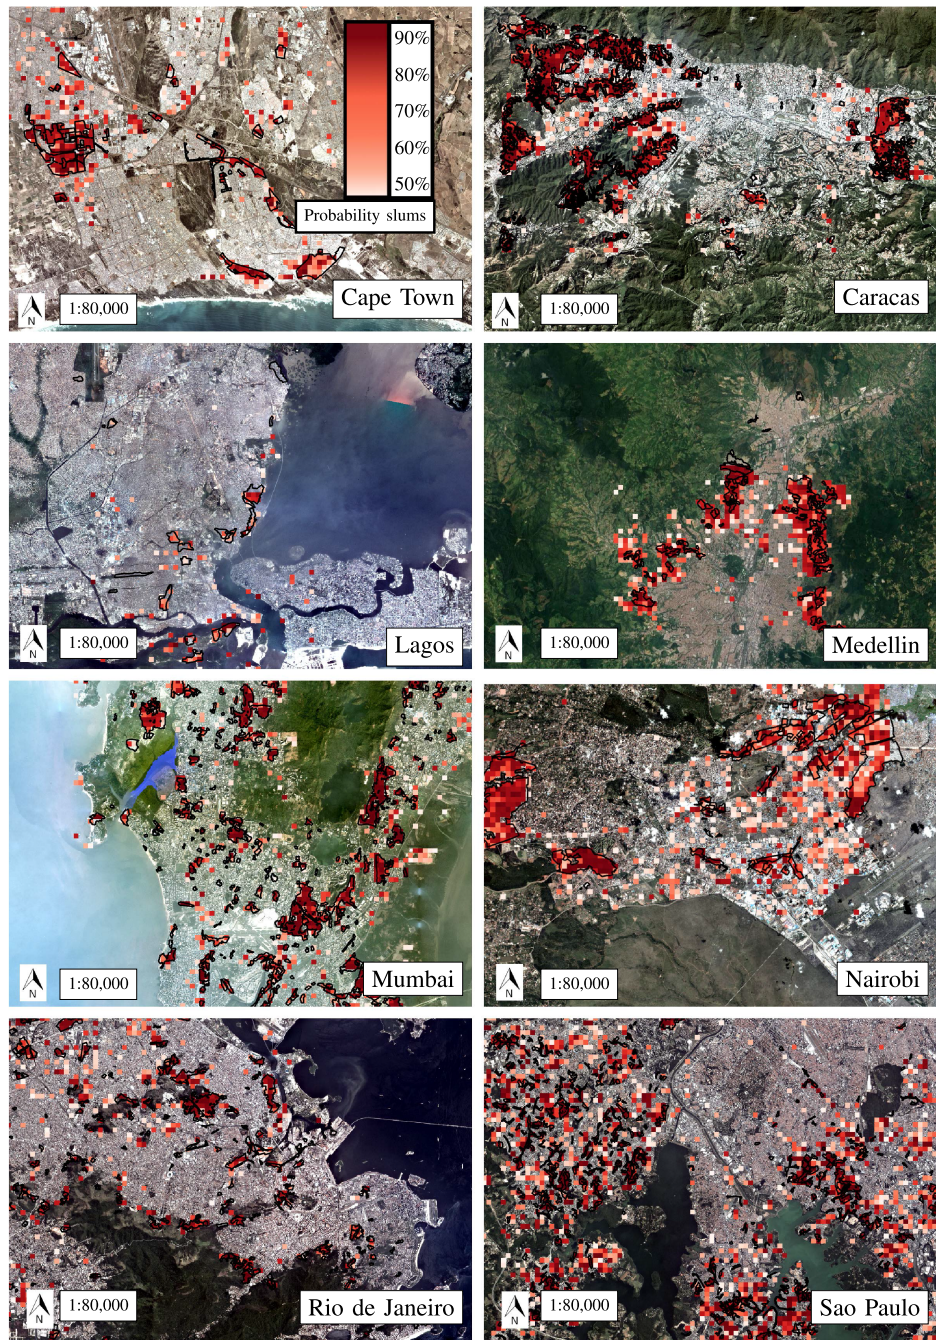 90%
80%
70%
60%
50%
Probability slums
N
1:80,000
Cape Town
N
1:80,000
Caracas
N
1:80,000
Lagos
N
1:80,000
Medellin
N
1:80,000
Mumbai
N
1:80,000
Nairobi
N
1:80,000
Rio de Janeiro
N
1:80,000
Sao Paulo